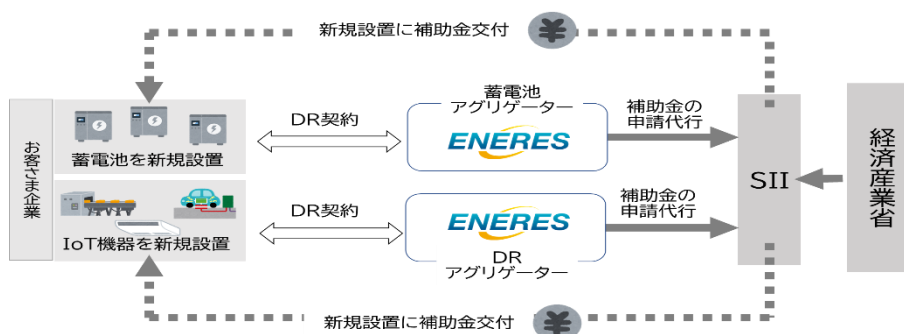 新規設置に補助金交付
¥
お客さま企業
蓄電池を新規設置
DR契約
蓄電池
アグリゲーター
ENERES
補助金の
申請代行
SII
経済産業省
IoT機器を新規設置
DR契約
ENERES
DR
アグリゲーター
補助金の
申請代行
新規設置に補助金交付
¥